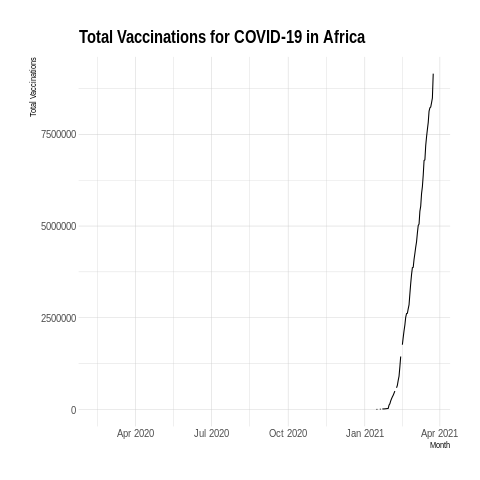 Total Vaccinations for COVID-19 in Africa
Total Vaccinations
7500000
5000000
2500000
0
Apr 2020 Jul 2020 Oct 2020 Jan 2021 Apr 2021
Month